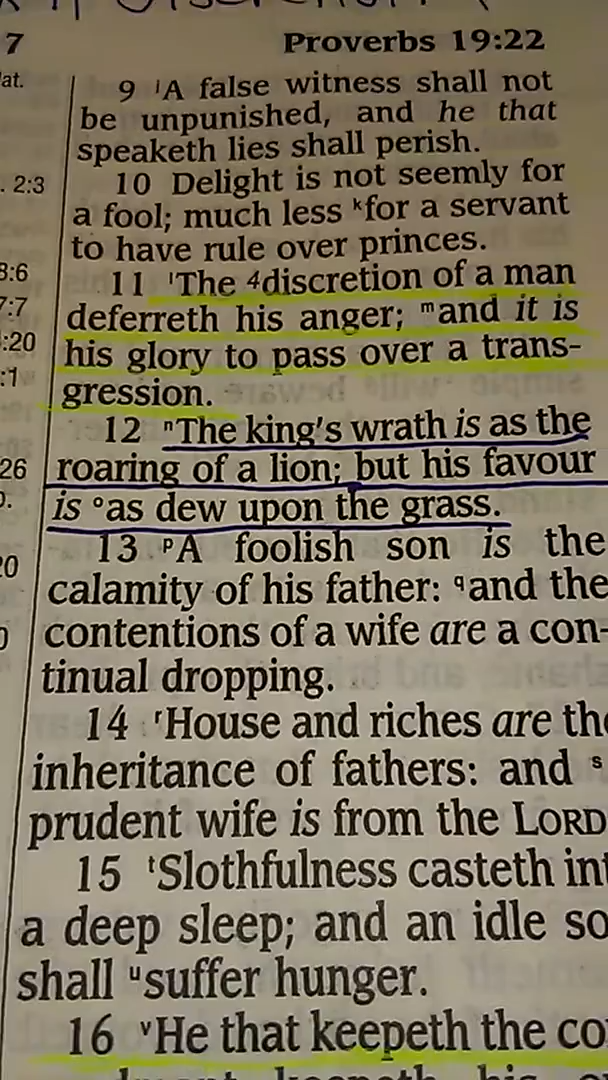 7
Proverbs 19:22
at.
2:3
3:6
7:7
:20
:1
26
9 ˡA false witness shall not
be unpunished, and he that
speaketh lies shall perish.
10 Delight is not seemly for
a fool; much less ᵏfor a servant
to have rule over princes.
11 ˡThe ⁴discretion of a man
deferreth his anger; ᵐand it is
his glory to pass over a trans-
gression.
12 ⁿThe king's wrath is as the
roaring of a lion; but his favour
is ᵒas dew upon the grass.
13 ᵖA foolish son is the
calamity of his father: ᑫand the
contentions of a wife are a con-
tinual dropping.
14 ʳHouse and riches are the
inheritance of fathers: and ˢ
prudent wife is from the LORD
15 ᵗSlothfulness casteth int
a deep sleep; and an idle so
shall ᵘsuffer hunger.
16 ᵛHe that keepeth the co
keepeth his